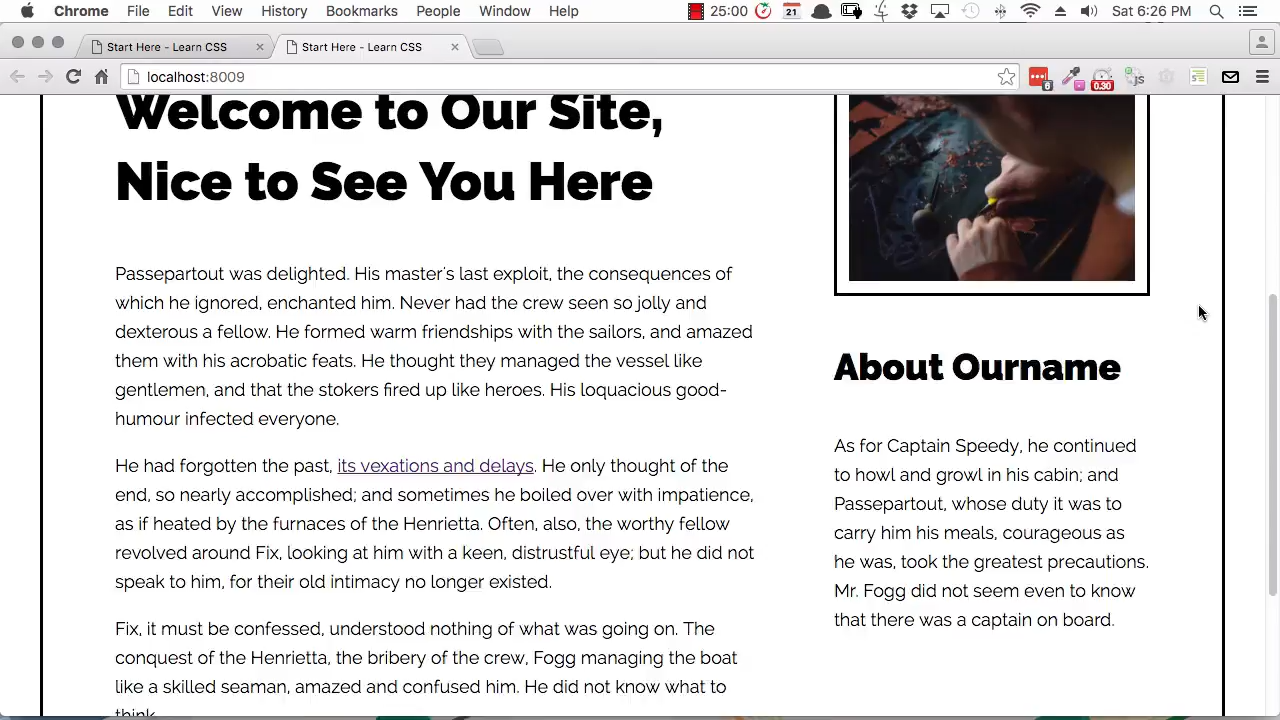 Chrome File Edit View History Bookmarks People Window Help 25:00 21 Sat 6:26 PM
Start Here - Learn CSS Start Here - Learn CSS
localhost:8009 6 0.30 JS
Welcome to Our Site,
Nice to See You Here
Passepartout was delighted. His master's last exploit, the consequences of
which he ignored, enchanted him. Never had the crew seen so jolly and
dexterous a fellow. He formed warm friendships with the sailors, and amazed
them with his acrobatic feats. He thought they managed the vessel like
gentlemen, and that the stokers fired up like heroes. His loquacious good-
humour infected everyone.
He had forgotten the past, its vexations and delays. He only thought of the
end, so nearly accomplished; and sometimes he boiled over with impatience,
as if heated by the furnaces of the Henrietta. Often, also, the worthy fellow
revolved around Fix, looking at him with a keen, distrustful eye; but he did not
speak to him, for their old intimacy no longer existed.
Fix, it must be confessed, understood nothing of what was going on. The
conquest of the Henrietta, the bribery of the crew, Fogg managing the boat
like a skilled seaman, amazed and confused him. He did not know what to
think.
About Ourname
As for Captain Speedy, he continued
to howl and growl in his cabin; and
Passepartout, whose duty it was to
carry him his meals, courageous as
he was, took the greatest precautions.
Mr. Fogg did not seem even to know
that there was a captain on board.